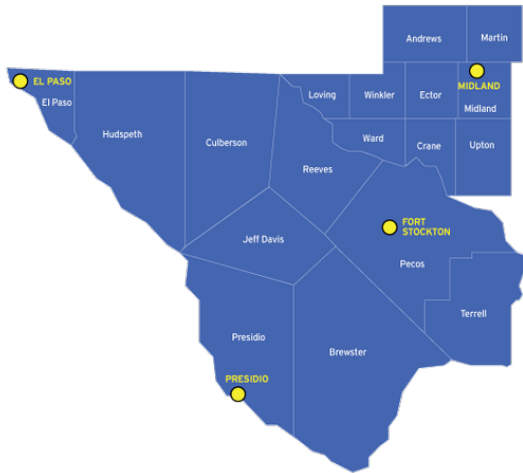 Andrews
Martin
EL PASO
El Paso
MIDLAND
Loving
Winkler
Ector
Midland
Hudspeth
Culberson
Ward
Crane
Upton
Reeves
FORT
STOCKTON
Jeff Davis
Pecos
Terrell
Presidio
Brewster
PRESIDIO